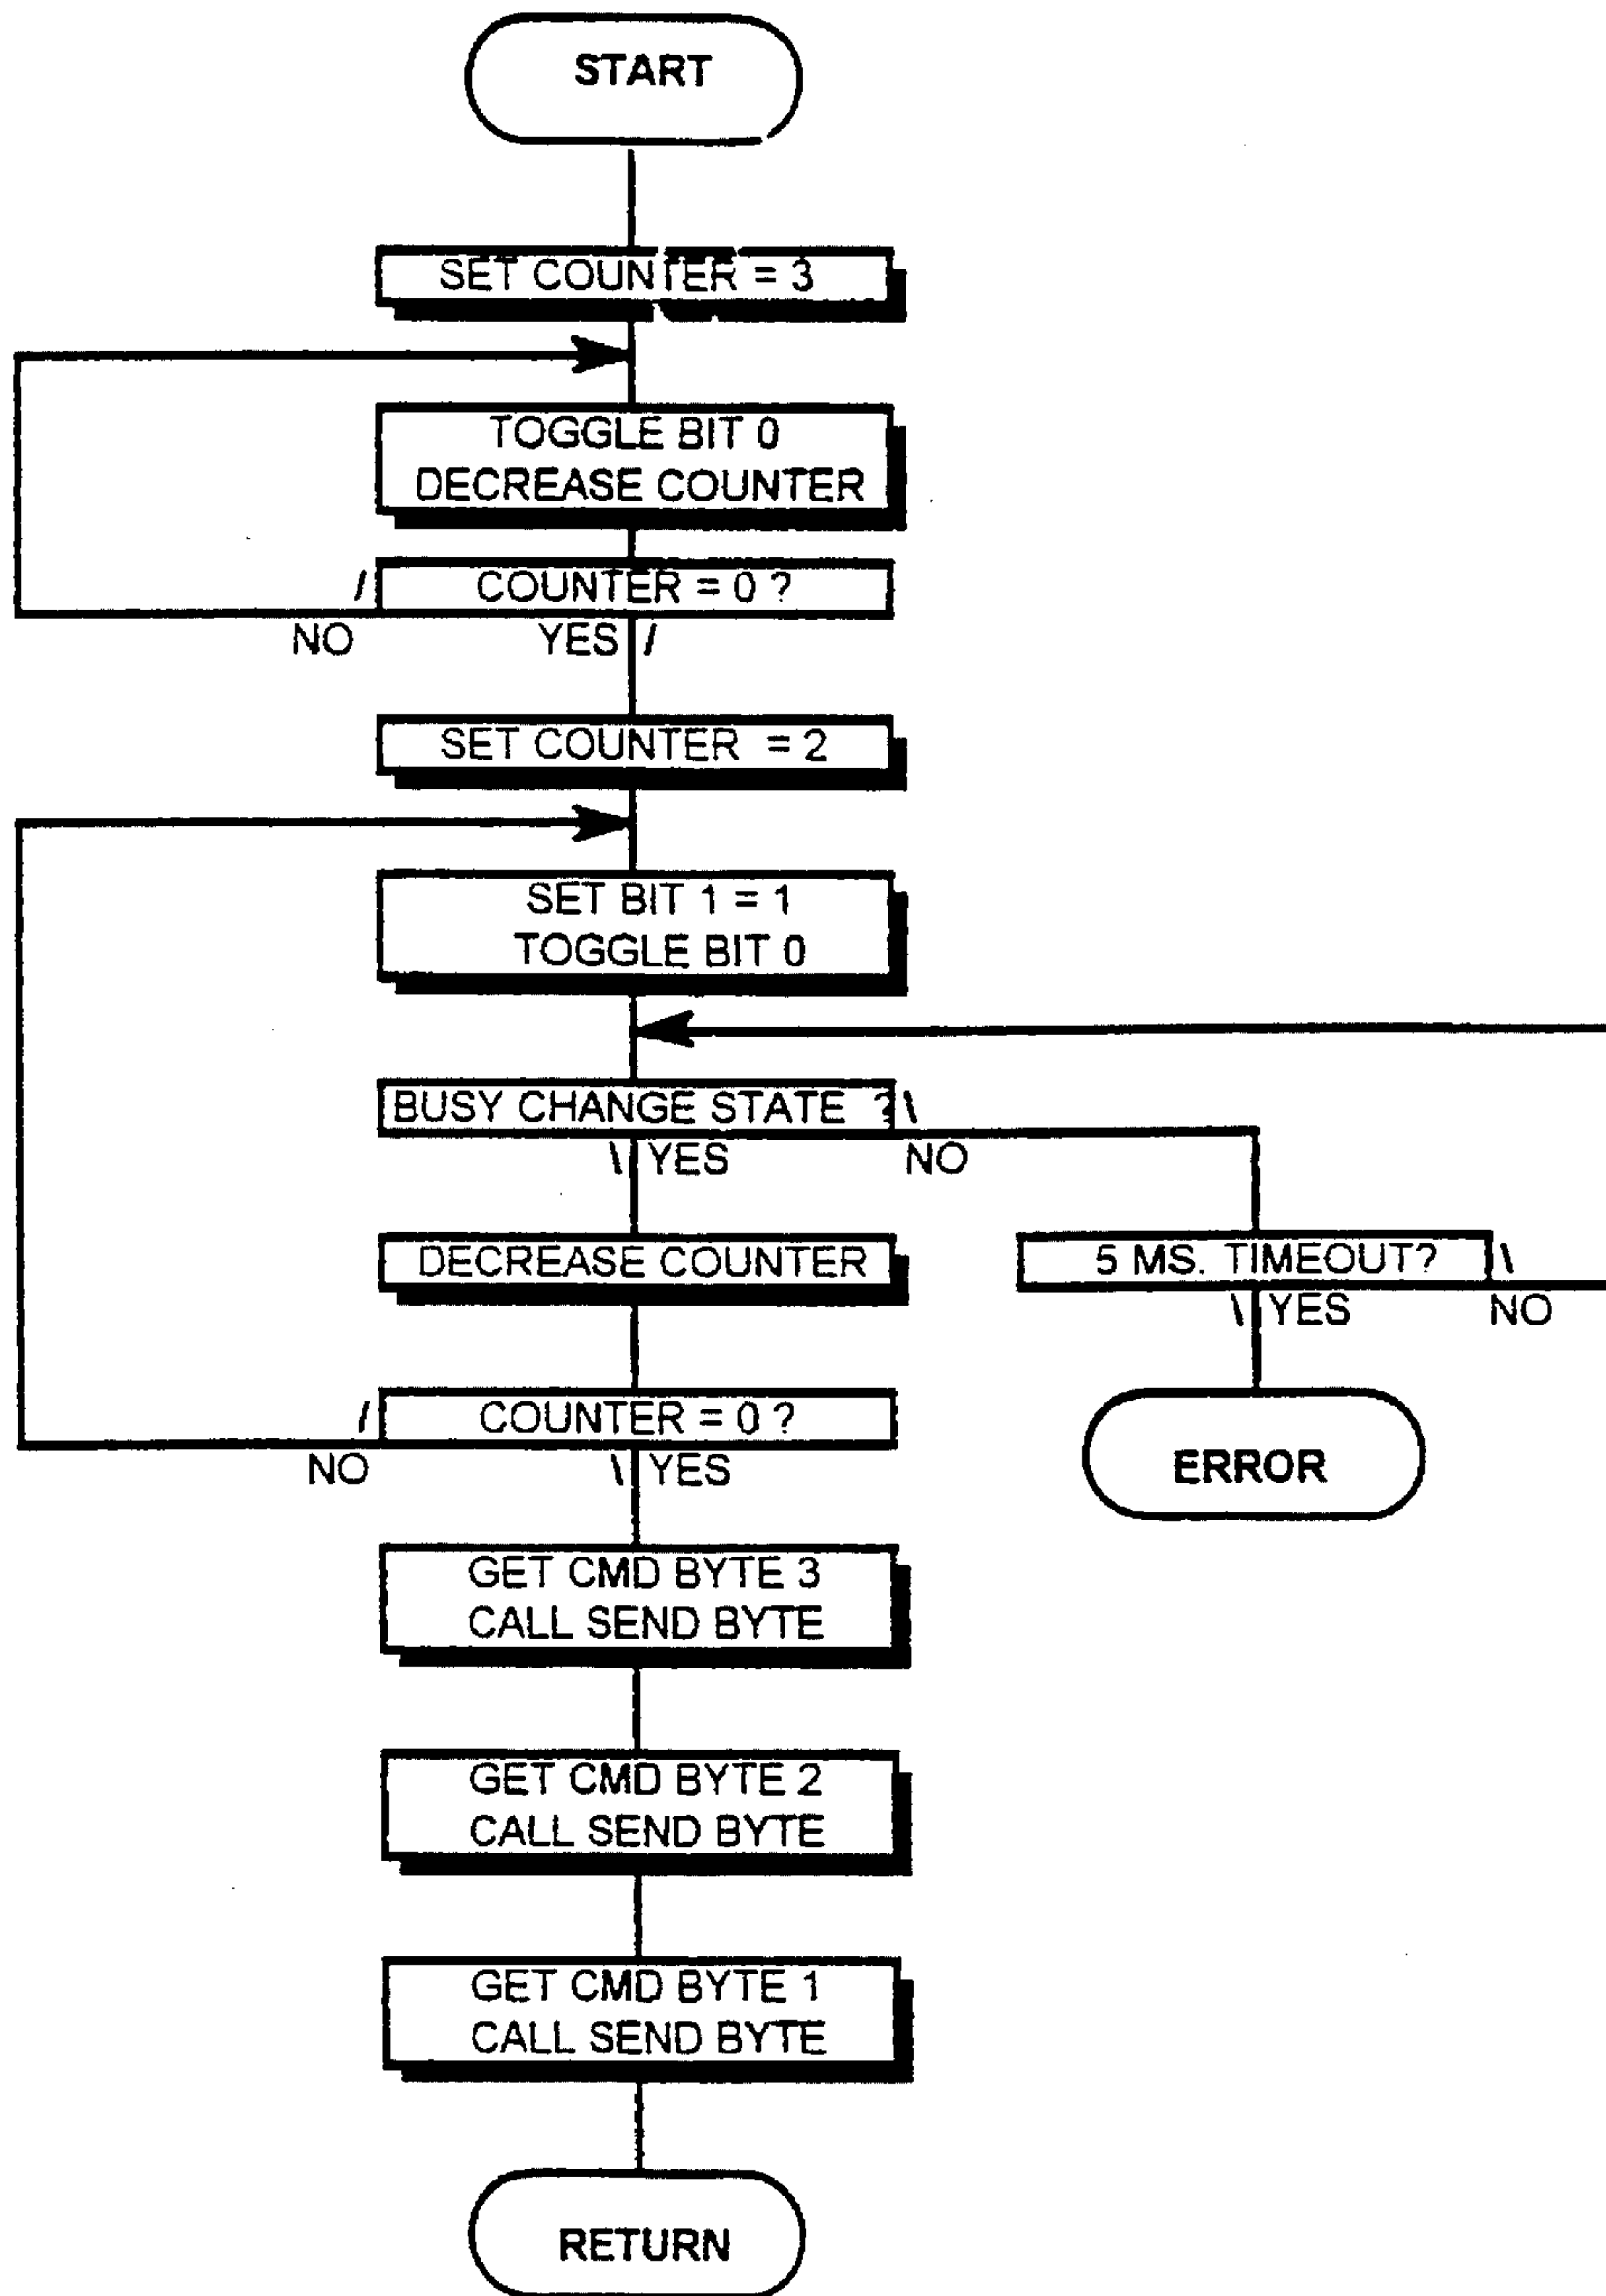 START
SET COUNTER = 3
TOGGLE BIT 0
DECREASE COUNTER
COUNTER = 0 ?
NO
YES
SET COUNTER = 2
SET BIT 1 = 1
TOGGLE BIT 0
BUSY CHANGE STATE ?
YES
NO
DECREASE COUNTER
5 MS. TIMEOUT?
YES
NO
COUNTER = 0 ?
NO
YES
ERROR
GET CMD BYTE 3
CALL SEND BYTE
GET CMD BYTE 2
CALL SEND BYTE
GET CMD BYTE 1
CALL SEND BYTE
RETURN